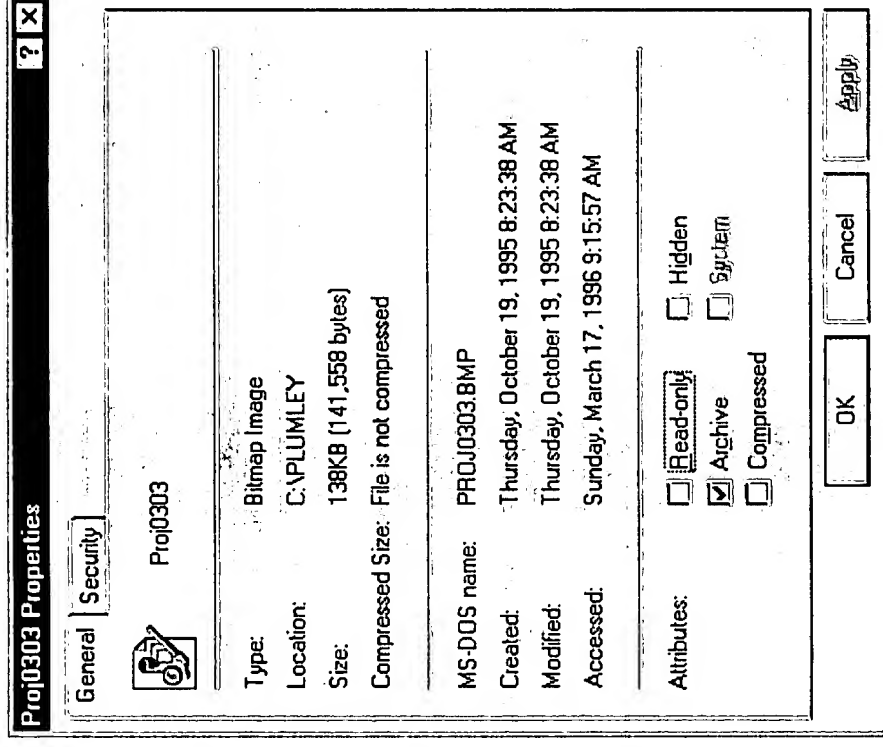 Proj0303 Properties ? X
General Security
Proj0303
Type: Bitmap Image
Location: C:\PLUMLEY
Size: 138KB (141,558 bytes)
Compressed Size: File is not compressed
MS-DOS name: PROJ0303.BMP
Created: Thursday, October 19, 1995 8:23:38 AM
Modified: Thursday, October 19, 1995 8:23:38 AM
Accessed: Sunday, March 17, 1996 9:15:57 AM
Attributes: Read-only Hidden
Archive System
Compressed
OK Cancel Apply